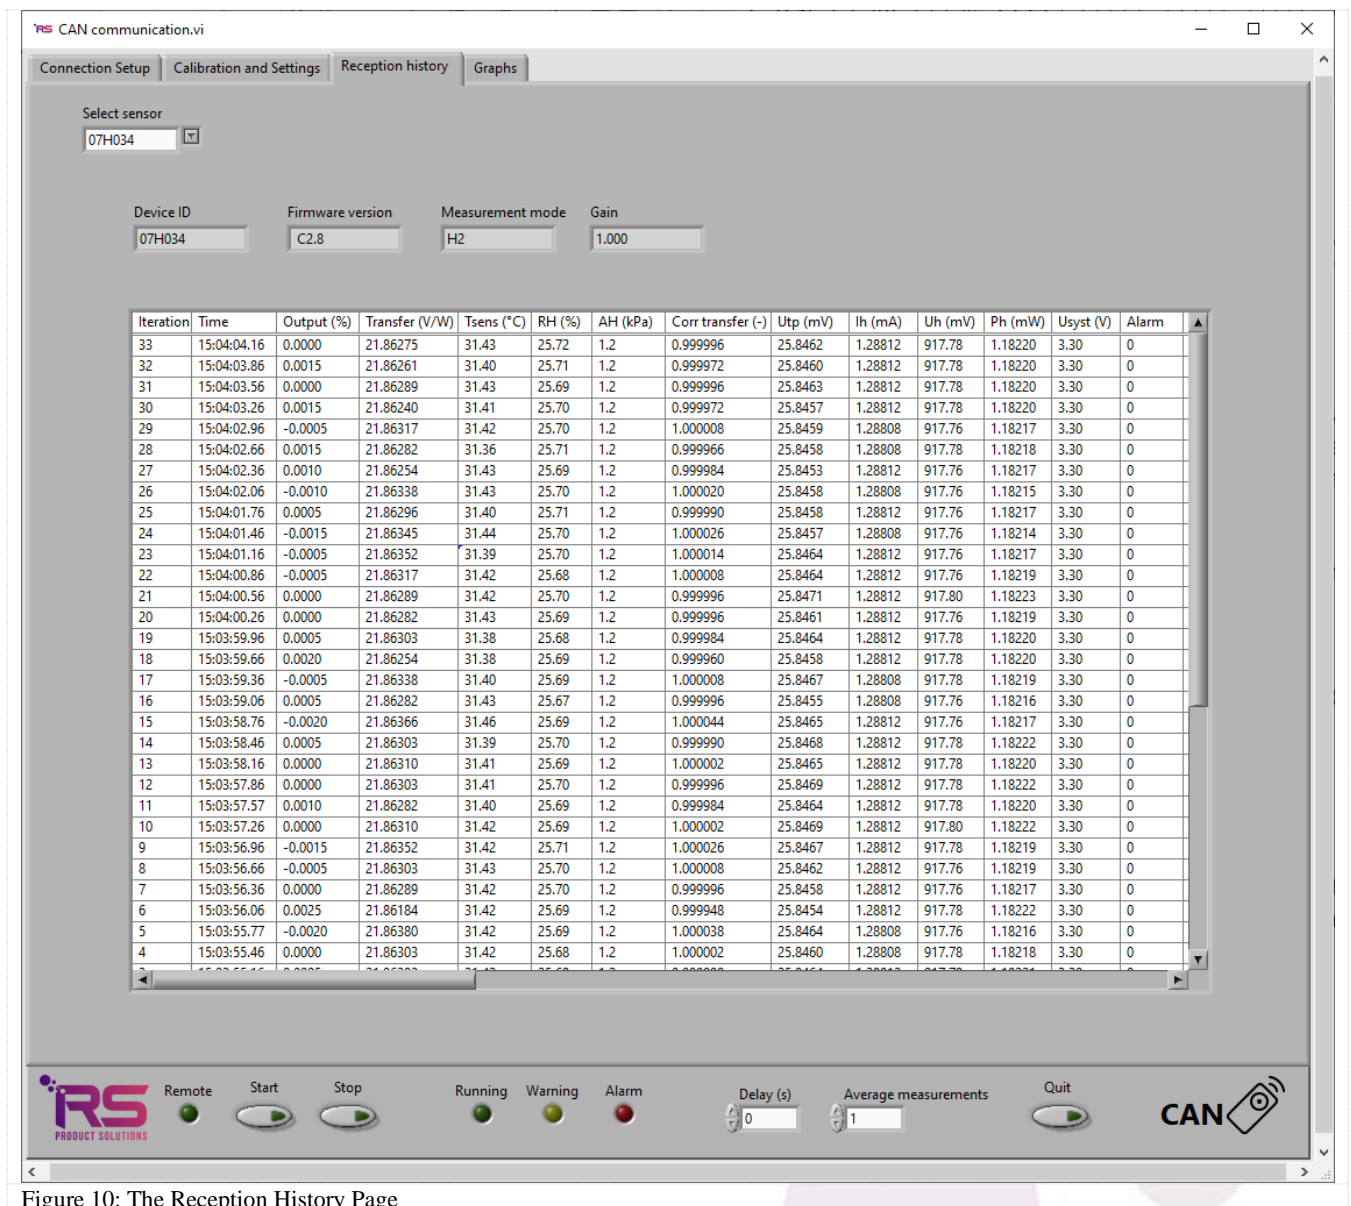 RS CAN communication.vi
Connection Setup Calibration and Settings Reception history Graphs
Select sensor
07H034
Device ID Firmware version Measurement mode Gain
07H034 C2.8 H2 1.000
Iteration Time Output (%) Transfer (V/W) Tsens (°C) RH (%) AH (kPa) Corr transfer (-) Utp (mV) Ih (mA) Uh (mV) Ph (mW) Usyst (V) Alarm
33 15:04:04.16 0.0000 21.86275 31.43 25.72 1.2 0.999996 25.8462 1.28812 917.78 1.18220 3.30 0
32 15:04:03.86 0.0015 21.86261 31.40 25.71 1.2 0.999972 25.8460 1.28812 917.78 1.18220 3.30 0
31 15:04:03.56 0.0000 21.86289 31.43 25.69 1.2 0.999996 25.8463 1.28812 917.78 1.18220 3.30 0
30 15:04:03.26 0.0015 21.86240 31.41 25.70 1.2 0.999972 25.8457 1.28812 917.78 1.18220 3.30 0
29 15:04:02.96 -0.0005 21.86317 31.42 25.70 1.2 1.000008 25.8459 1.28808 917.76 1.18217 3.30 0
28 15:04:02.66 0.0015 21.86282 31.36 25.71 1.2 0.999966 25.8458 1.28808 917.78 1.18218 3.30 0
27 15:04:02.36 0.0010 21.86254 31.43 25.69 1.2 0.999984 25.8453 1.28812 917.76 1.18217 3.30 0
26 15:04:02.06 -0.0010 21.86338 31.43 25.70 1.2 1.000020 25.8458 1.28808 917.76 1.18215 3.30 0
25 15:04:01.76 0.0005 21.86296 31.40 25.71 1.2 0.999990 25.8458 1.28812 917.76 1.18217 3.30 0
24 15:04:01.46 -0.0015 21.86345 31.44 25.70 1.2 1.000026 25.8457 1.28808 917.76 1.18214 3.30 0
23 15:04:01.16 -0.0005 21.86352 31.39 25.70 1.2 1.000014 25.8464 1.28812 917.76 1.18217 3.30 0
22 15:04:00.86 -0.0005 21.86317 31.42 25.68 1.2 1.000008 25.8464 1.28812 917.76 1.18219 3.30 0
21 15:04:00.56 0.0000 21.86289 31.42 25.70 1.2 0.999996 25.8471 1.28812 917.80 1.18223 3.30 0
20 15:04:00.26 0.0000 21.86282 31.43 25.69 1.2 0.999996 25.8461 1.28812 917.76 1.18219 3.30 0
19 15:03:59.96 0.0005 21.86303 31.38 25.68 1.2 0.999984 25.8464 1.28812 917.78 1.18220 3.30 0
18 15:03:59.66 0.0020 21.86254 31.38 25.69 1.2 0.999960 25.8458 1.28812 917.78 1.18220 3.30 0
17 15:03:59.36 -0.0005 21.86338 31.40 25.69 1.2 1.000008 25.8467 1.28808 917.78 1.18219 3.30 0
16 15:03:59.06 0.0005 21.86282 31.43 25.67 1.2 0.999996 25.8455 1.28808 917.76 1.18216 3.30 0
15 15:03:58.76 -0.0020 21.86366 31.46 25.69 1.2 1.000044 25.8465 1.28812 917.76 1.18217 3.30 0
14 15:03:58.46 0.0005 21.86303 31.39 25.70 1.2 0.999990 25.8468 1.28812 917.78 1.18222 3.30 0
13 15:03:58.16 0.0000 21.86310 31.41 25.69 1.2 1.000002 25.8465 1.28812 917.78 1.18220 3.30 0
12 15:03:57.86 0.0000 21.86303 31.41 25.70 1.2 0.999996 25.8469 1.28812 917.78 1.18222 3.30 0
11 15:03:57.57 0.0010 21.86282 31.40 25.69 1.2 0.999984 25.8464 1.28812 917.78 1.18220 3.30 0
10 15:03:57.26 0.0000 21.86310 31.42 25.69 1.2 1.000002 25.8469 1.28812 917.80 1.18222 3.30 0
9 15:03:56.96 -0.0015 21.86352 31.42 25.71 1.2 1.000026 25.8467 1.28812 917.78 1.18219 3.30 0
8 15:03:56.66 -0.0005 21.86303 31.43 25.70 1.2 1.000008 25.8462 1.28812 917.76 1.18219 3.30 0
7 15:03:56.36 0.0000 21.86289 31.42 25.70 1.2 0.999996 25.8458 1.28812 917.76 1.18217 3.30 0
6 15:03:56.06 0.0025 21.86184 31.42 25.69 1.2 0.999948 25.8454 1.28812 917.78 1.18222 3.30 0
5 15:03:55.77 -0.0020 21.86380 31.42 25.69 1.2 1.000038 25.8464 1.28808 917.76 1.18216 3.30 0
4 15:03:55.46 0.0000 21.86303 31.42 25.68 1.2 1.000002 25.8460 1.28808 917.78 1.18218 3.30 0
Remote Start Stop Running Warning Alarm Delay (s) Average measurements Quit
0 1
RS
PRODUCT SOLUTIONS
CAN
Figure 10: The Reception History Page